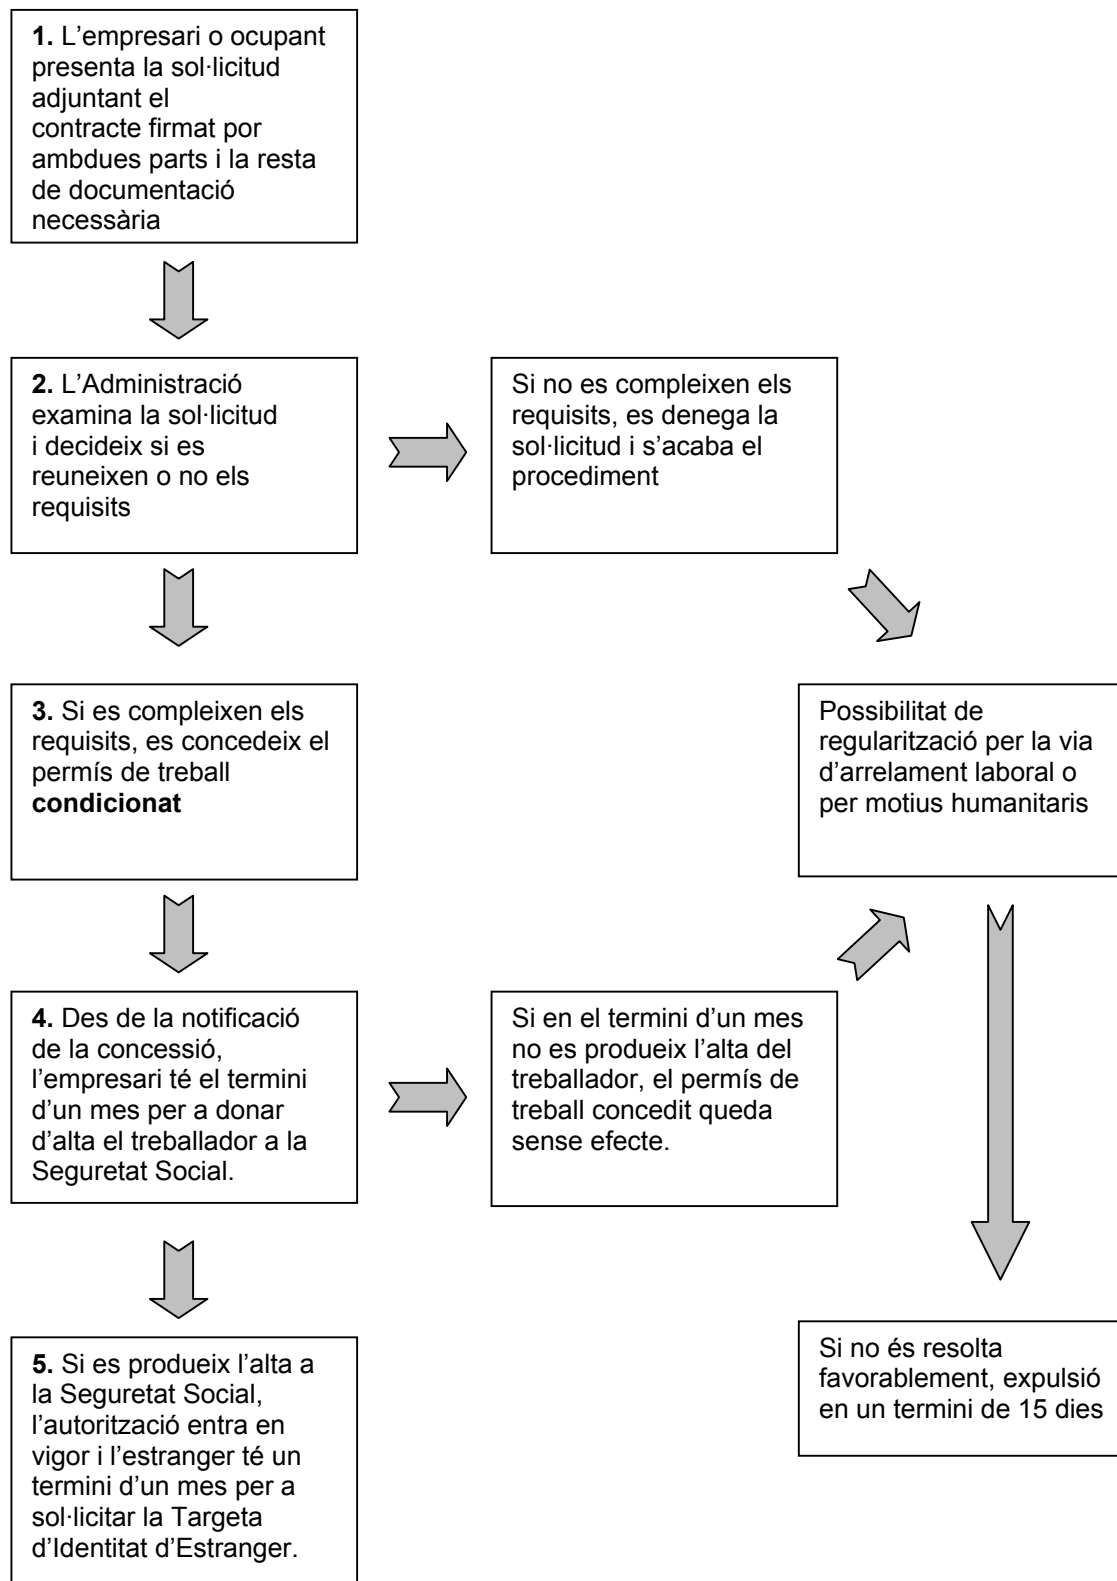 1. L’empresari o ocupant
presenta la sol·licitud
adjuntant el
contracte firmat por
ambdues parts i la resta
de documentació
necessària
2. L’Administració
examina la sol·licitud
i decideix si es
reuneixen o no els
requisits
Si no es compleixen els
requisits, es denega la
sol·licitud i s’acaba el
procediment
3. Si es compleixen els
requisits, es concedeix el
permís de treball
condicionat
Possibilitat de
regularització per la via
d’arrelament laboral o
per motius humanitaris
4. Des de la notificació
de la concessió,
l’empresari té el termini
d’un mes per a donar
d’alta el treballador a la
Seguretat Social.
Si en el termini d’un mes
no es produeix l’alta del
treballador, el permís de
treball concedit queda
sense efecte.
5. Si es produeix l’alta a
la Seguretat Social,
l’autorització entra en
vigor i l’estranger té un
termini d’un mes per a
sol·licitar la Targeta
d’Identitat d’Estranger.
Si no és resolta
favorablement, expulsió
en un termini de 15 dies